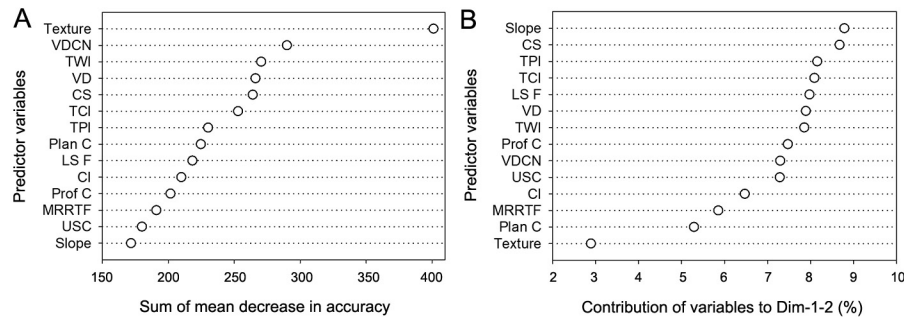 A
Predictor variables
Texture
VDCN
TWI
VD
CS
TCI
TPI
Plan C
LS F
CI
Prof C
MRRTF
USC
Slope
150 200 250 300 350 400
Sum of mean decrease in accuracy
B
Predictor variables
Slope
CS
TPI
TCI
LS F
VD
TWI
Prof C
VDCN
USC
CI
MRRTF
Plan C
Texture
2 3 4 5 6 7 8 9 10
Contribution of variables to Dim-1-2 (%)